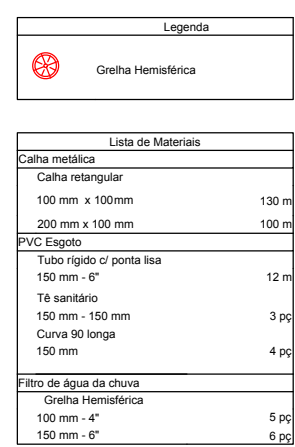 Legenda
Grelha Hemisférica
Lista de Materiais
Calha metálica
Calha retangular
100 mm x 100mm 130 m
200 mm x 100 mm 100 m
PVC Esgoto
Tubo rígido c/ ponta lisa
150 mm - 6" 12 m
Tê sanitário
150 mm - 150 mm 3 pç
Curva 90 longa
150 mm 4 pç
Filtro de água da chuva
Grelha Hemisférica
100 mm - 4" 5 pç
150 mm - 6" 6 pç